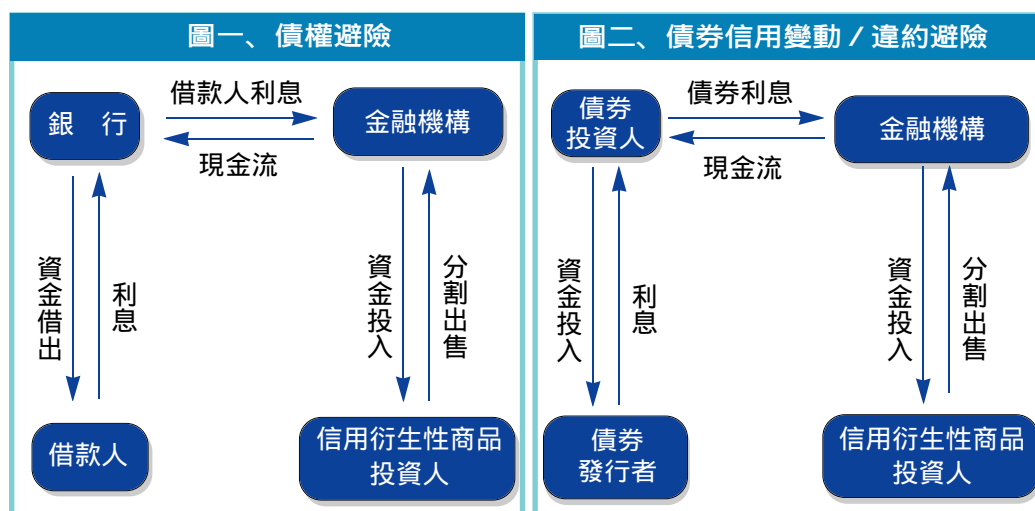 圖一、債權避險
銀 行
借款人利息
現金流
金融機構
資金借出
利息
資金投入
分割出售
借款人
信用衍生性商品
投資人
圖二、債券信用變動 / 違約避險
債券
投資人
債券利息
現金流
金融機構
資金投入
利息
資金投入
分割出售
債券
發行者
信用衍生性商品
投資人